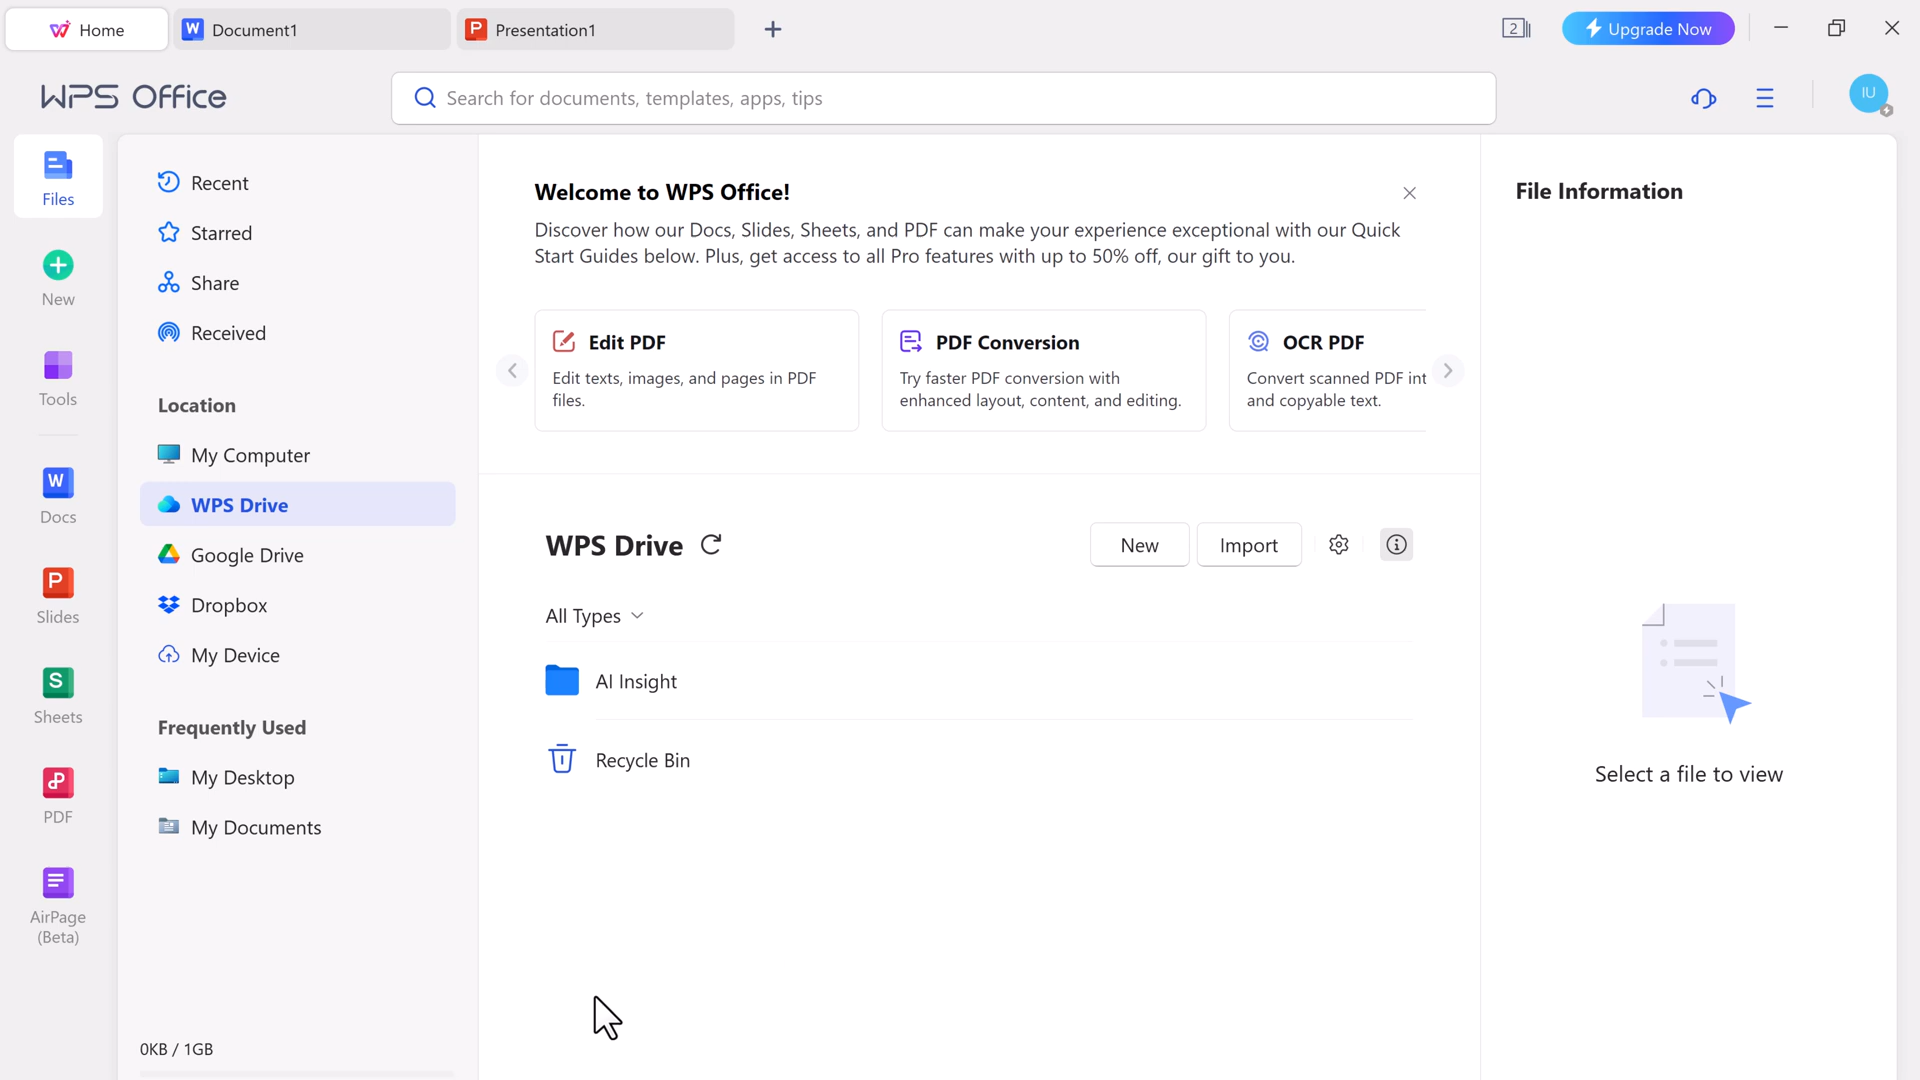 Home
Document1
Presentation1
2
Upgrade Now
WPS Office
Search for documents, templates, apps, tips
IU
Files
New
Tools
Docs
Slides
Sheets
PDF
AirPage
(Beta)
Recent
Starred
Share
Received
Location
My Computer
WPS Drive
Google Drive
Dropbox
My Device
Frequently Used
My Desktop
My Documents
0KB / 1GB
Welcome to WPS Office!
Discover how our Docs, Slides, Sheets, and PDF can make your experience exceptional with our Quick
Start Guides below. Plus, get access to all Pro features with up to 50% off, our gift to you.
Edit PDF
Edit texts, images, and pages in PDF
files.
PDF Conversion
Try faster PDF conversion with
enhanced layout, content, and editing.
OCR PDF
Convert scanned PDF int
and copyable text.
WPS Drive
New
Import
All Types
AI Insight
Recycle Bin
File Information
Select a file to view